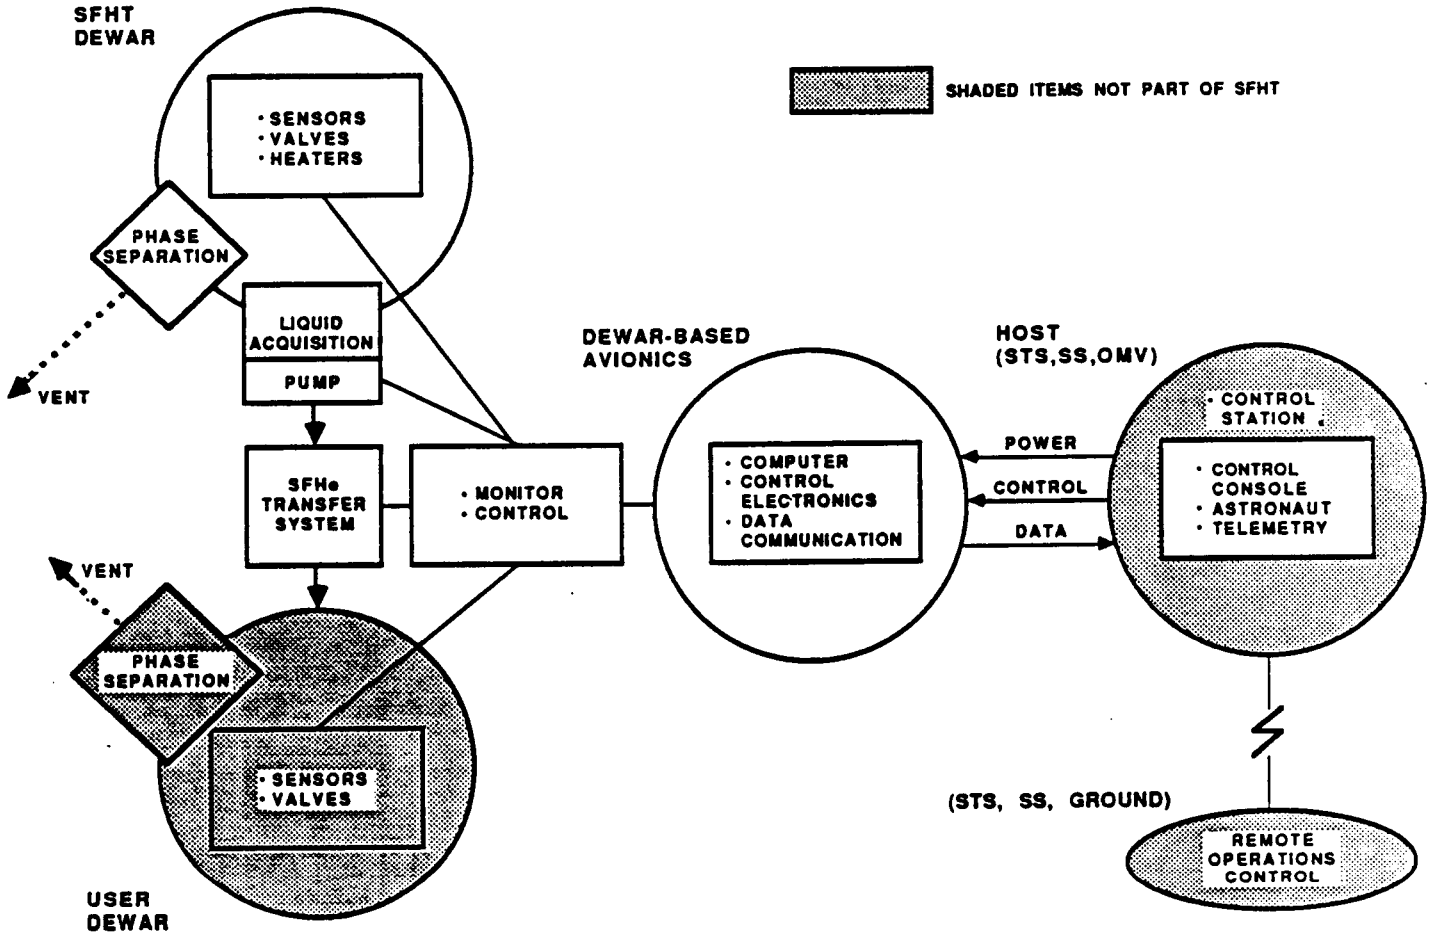 SFHT
DEWAR
• SENSORS
• VALVES
• HEATERS
SHADED ITEMS NOT PART OF SFHT
PHASE
SEPARATION
VENT
LIQUID
ACQUISITION
PUMP
DEWAR-BASED
AVIONICS
HOST
(STS,SS,OMV)
• CONTROL
STATION
SFHe
TRANSFER
SYSTEM
• MONITOR
• CONTROL
• COMPUTER
• CONTROL
ELECTRONICS
• DATA
COMMUNICATION
POWER
CONTROL
DATA
• CONTROL
CONSOLE
• ASTRONAUT
• TELEMETRY
VENT
PHASE
SEPARATION
• SENSORS
• VALVES
USER
DEWAR
(STS, SS, GROUND)
REMOTE
OPERATIONS
CONTROL